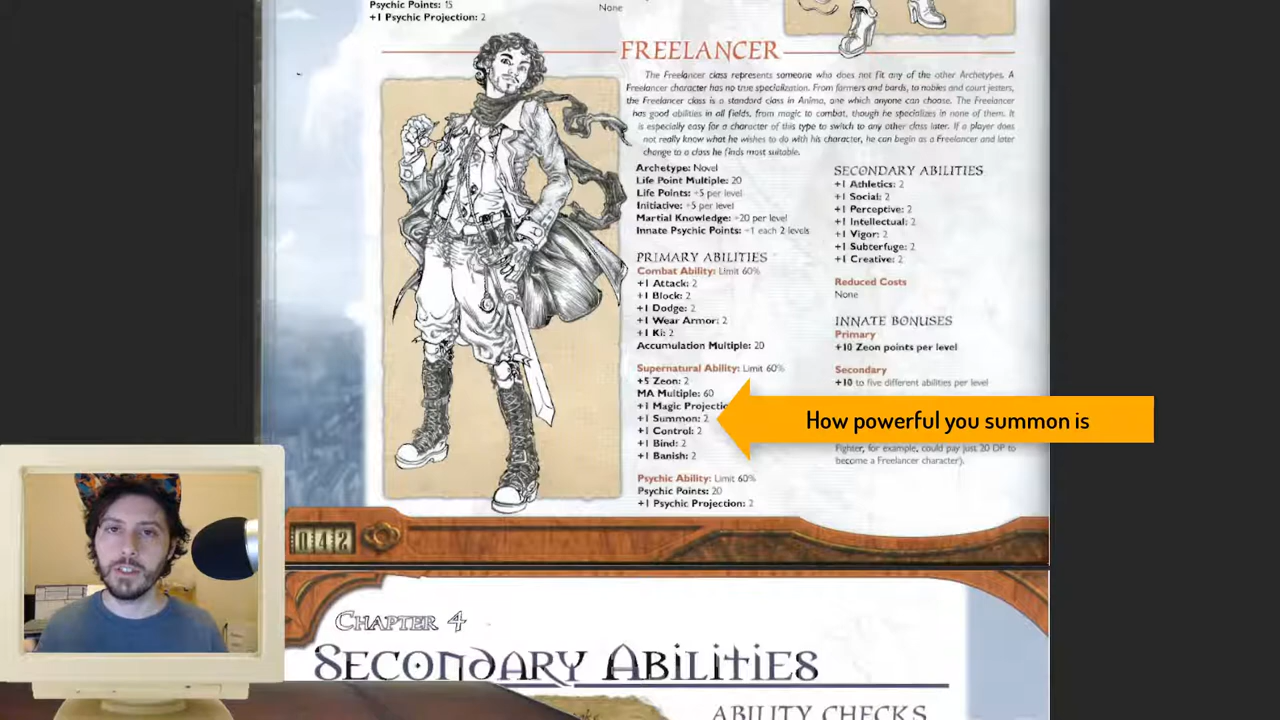 Psychic Points: 15
+1 Psychic Projection: 2
None
FREELANCER
The Freelancer class represents someone who does not fit any of the other Archetypes. A
Freelancer character has no true specialization. From farmers and bards, to nobles and court jesters,
the Freelancer class is a standard class in Anima, one which anyone can choose. The Freelancer
has good abilities in all fields, from magic to combat, though he specializes in none of them. It
is especially easy for a character of this type to switch to any other class later. If a player does
not really know what he wishes to do with his character, he can begin as a Freelancer and later
change to a class he finds most suitable.
Archetype: Novel
Life Point Multiple: 20
Life Points: +5 per level
Initiative: +5 per level
Martial Knowledge: +20 per level
Innate Psychic Points: +1 each 2 levels
PRIMARY ABILITIES
Combat Ability: Limit 60%
+1 Attack: 2
+1 Block: 2
+1 Dodge: 2
+1 Wear Armor: 2
+1 Ki: 2
Accumulation Multiple: 20
Supernatural Ability: Limit 60%
+5 Zeon: 2
MA Multiple: 60
+1 Magic Projectio
+1 Summon: 2
+1 Control: 2
+1 Bind: 2
+1 Banish: 2
Psychic Ability: Limit 60%
Psychic Points: 20
+1 Psychic Projection: 2
SECONDARY ABILITIES
+1 Athletics: 2
+1 Social: 2
+1 Perceptive: 2
+1 Intellectual: 2
+1 Vigor: 2
+1 Subterfuge: 2
+1 Creative: 2
Reduced Costs
None
INNATE BONUSES
Primary
+10 Zeon points per level
Secondary
+10 to five different abilities per level
How powerful you summon is
Fighter, for example, could pay just 20 DP to
become a Freelancer character).
042
CHAPTER 4
SECONDARY ABILITIES
ABILITY CHECKS